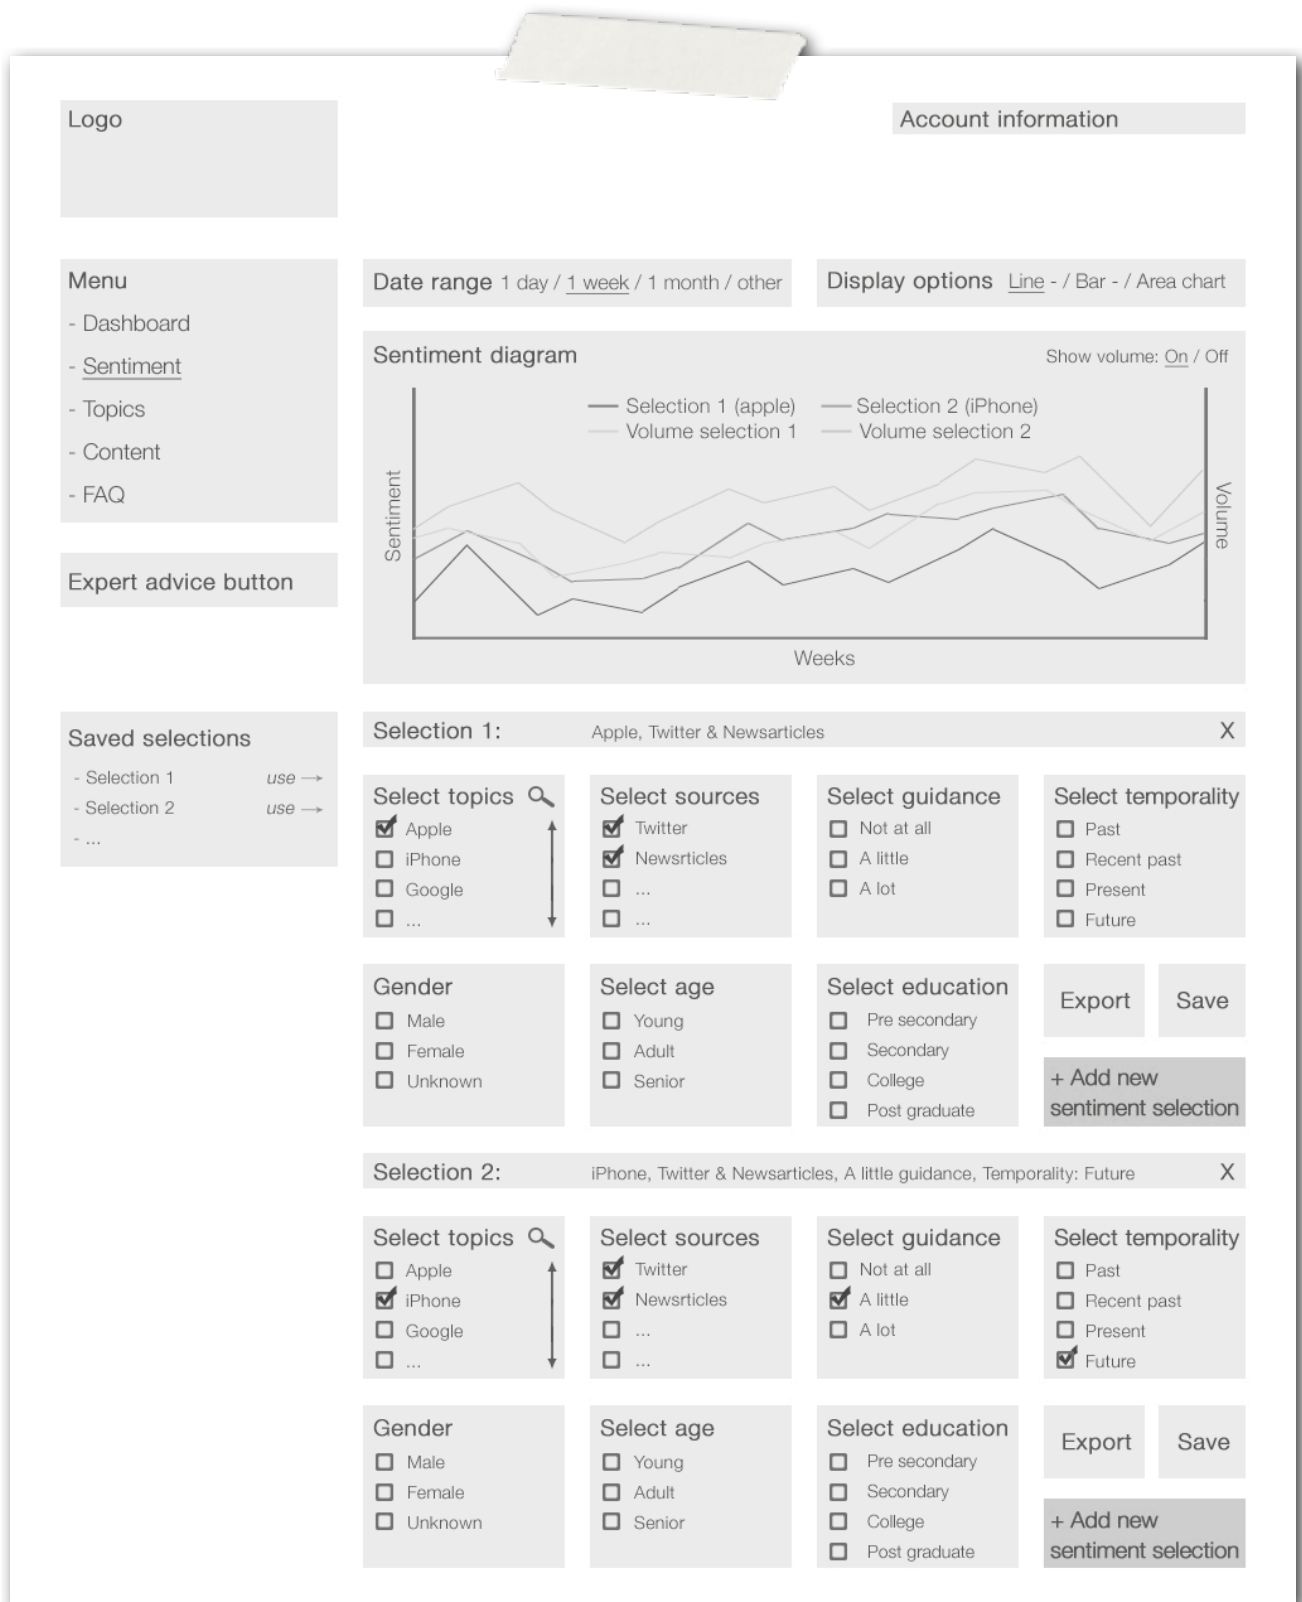 Logo
Account information
Menu
- Dashboard
- Sentiment
- Topics
- Content
- FAQ
Expert advice button
Date range 1 day / 1 week / 1 month / other
Display options Line - / Bar - / Area chart
Sentiment diagram
Show volume: On / Off
Selection 1 (apple)
Selection 2 (iPhone)
Volume selection 1
Volume selection 2
Sentiment
Volume
Weeks
Saved selections
- Selection 1 use →
- Selection 2 use →
- ...
Selection 1: Apple, Twitter & Newsarticles X
Select topics
Apple
iPhone
Google
...
Select sources
Twitter
Newsrticles
...
...
Select guidance
Not at all
A little
A lot
Select temporality
Past
Recent past
Present
Future
Gender
Male
Female
Unknown
Select age
Young
Adult
Senior
Select education
Pre secondary
Secondary
College
Post graduate
Export
Save
+ Add new
sentiment selection
Selection 2: iPhone, Twitter & Newsarticles, A little guidance, Temporality: Future X
Select topics
Apple
iPhone
Google
...
Select sources
Twitter
Newsrticles
...
...
Select guidance
Not at all
A little
A lot
Select temporality
Past
Recent past
Present
Future
Gender
Male
Female
Unknown
Select age
Young
Adult
Senior
Select education
Pre secondary
Secondary
College
Post graduate
Export
Save
+ Add new
sentiment selection